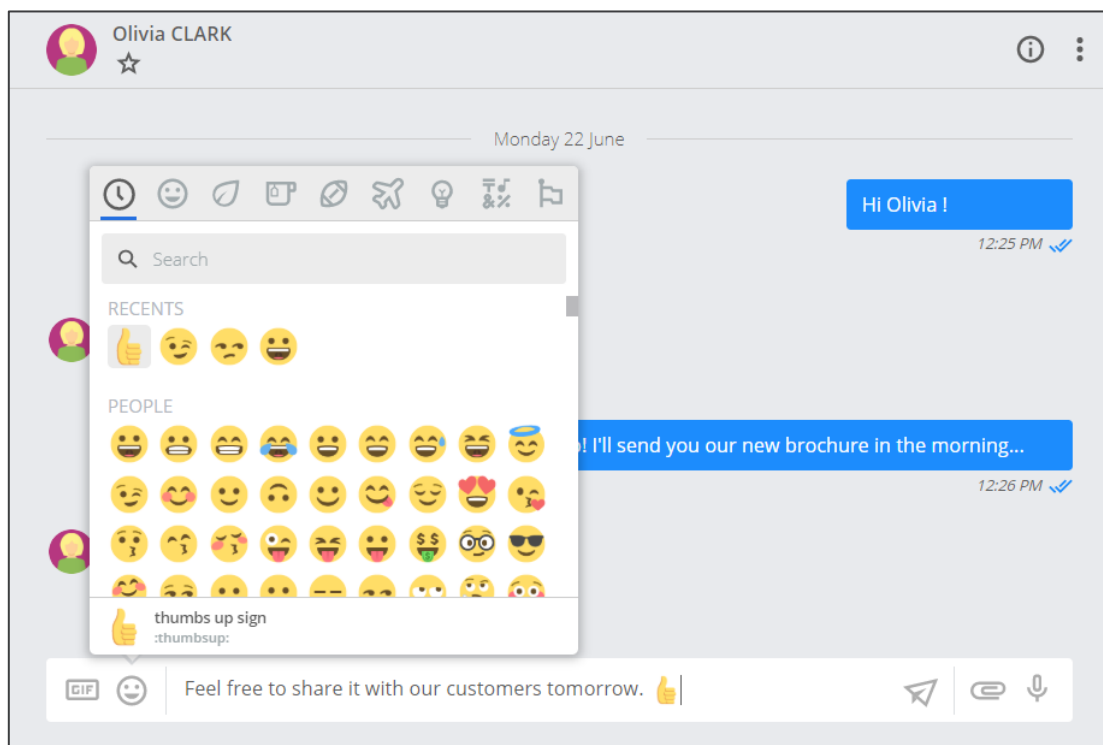 Olivia CLARK
Monday 22 June
Hi Olivia !
12:25 PM
Search
RECENTS
PEOPLE
! I'll send you our new brochure in the morning...
12:26 PM
thumbs up sign
:thumbsup:
GIF
Feel free to share it with our customers tomorrow. 👍